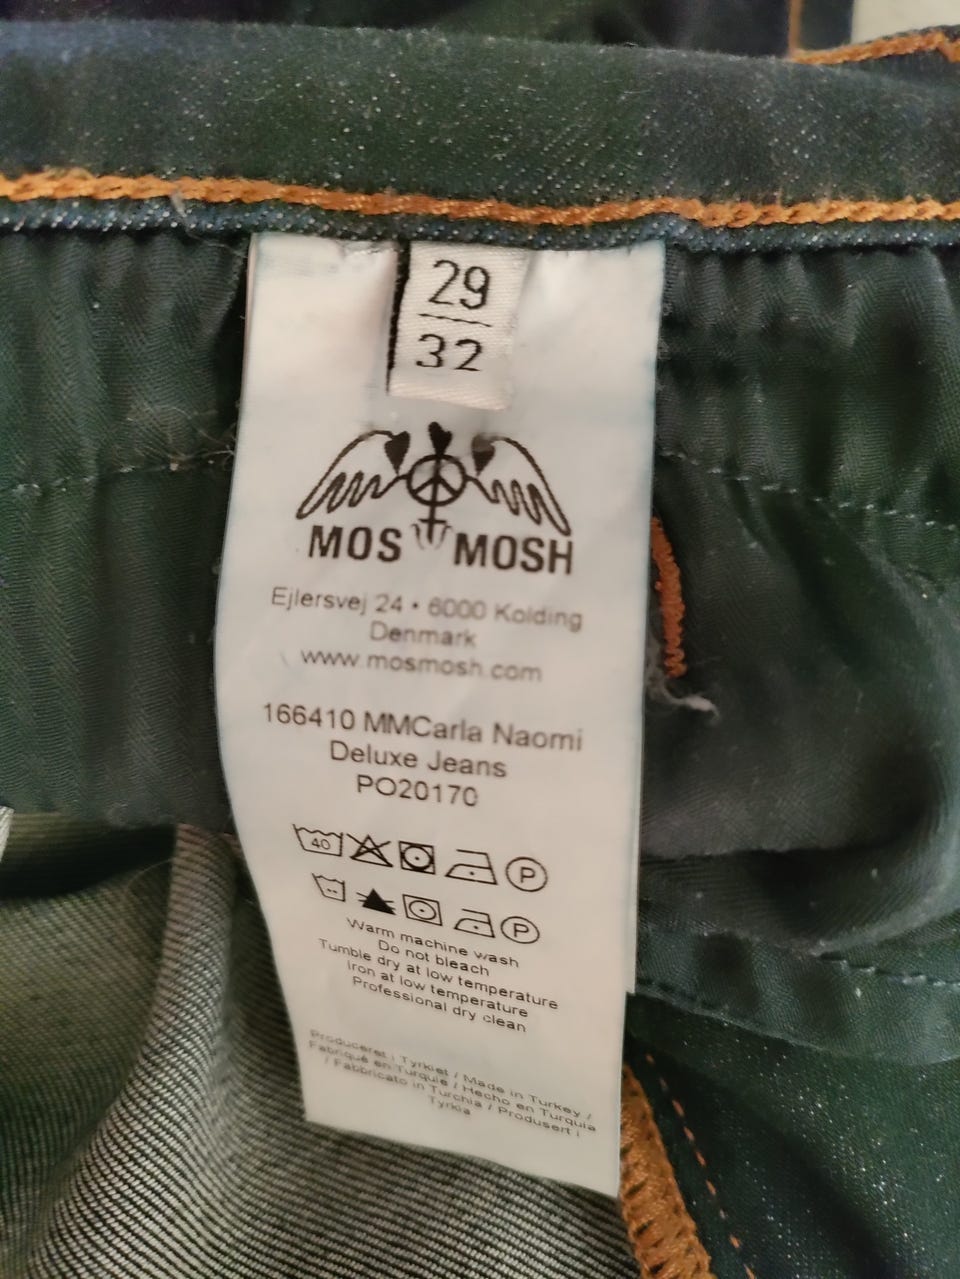 29
32
MOS MOSH
Ejlersvej 24 • 6000 Kolding
Denmark
www.mosmosh.com
166410 MMCarla Naomi
Deluxe Jeans
PO20170
40
P
P
Warm machine wash
Do not bleach
Tumble dry at low temperature
Iron at low temperature
Professional dry clean
Produceret i Tyrkiet / Made in Turkey /
Fabriqué en Turquie / Hecho en Turquia
/ Fabbricato in Turchia / Produsert i
Tyrkia